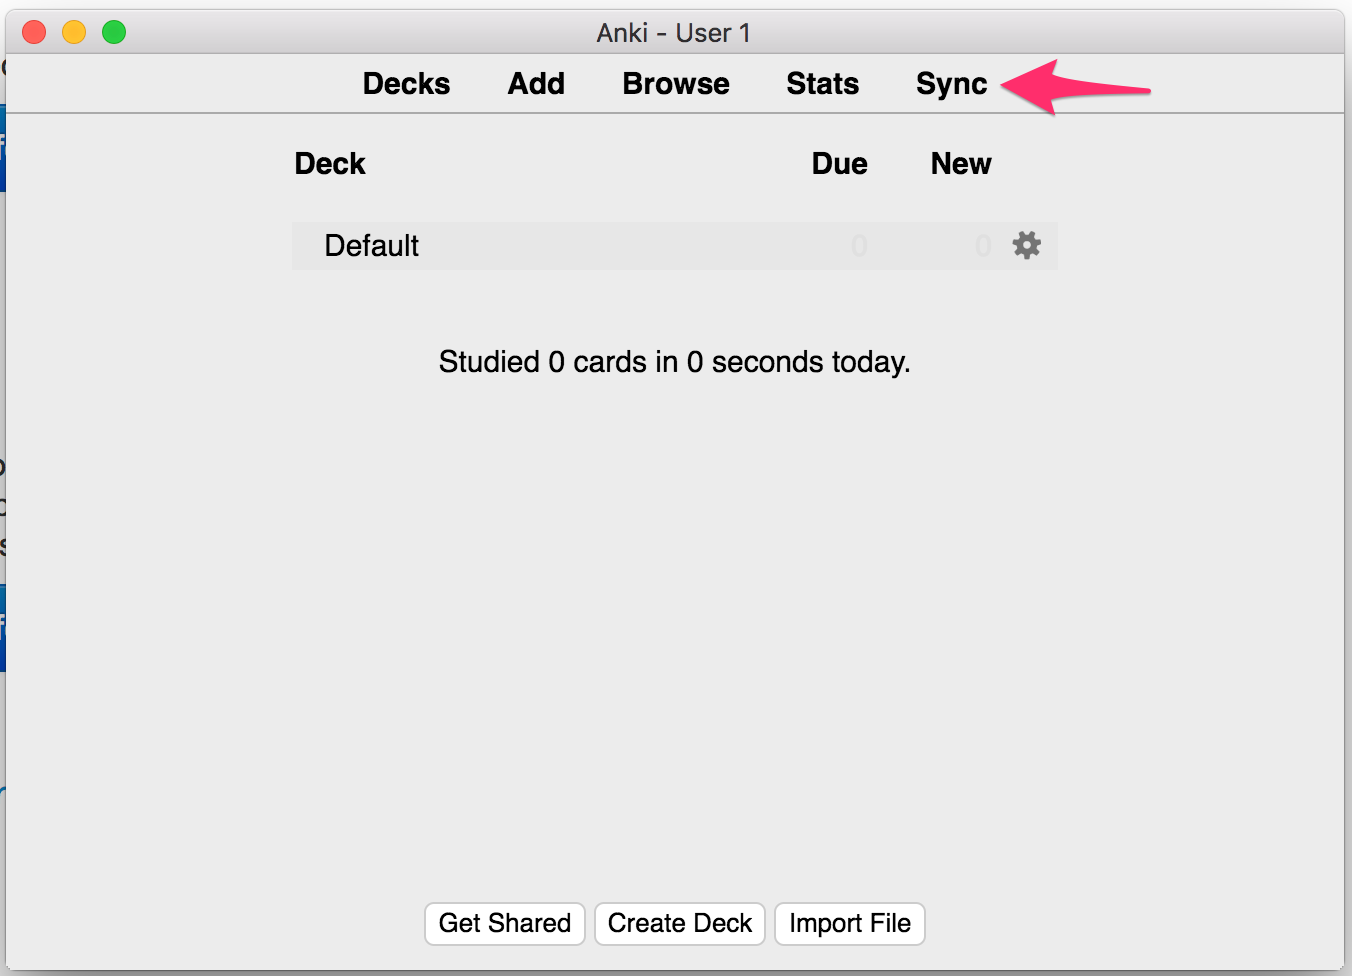 Anki - User 1
Decks Add Browse Stats Sync
Deck Due New
Default 0 0
Studied 0 cards in 0 seconds today.
Get Shared Create Deck Import File